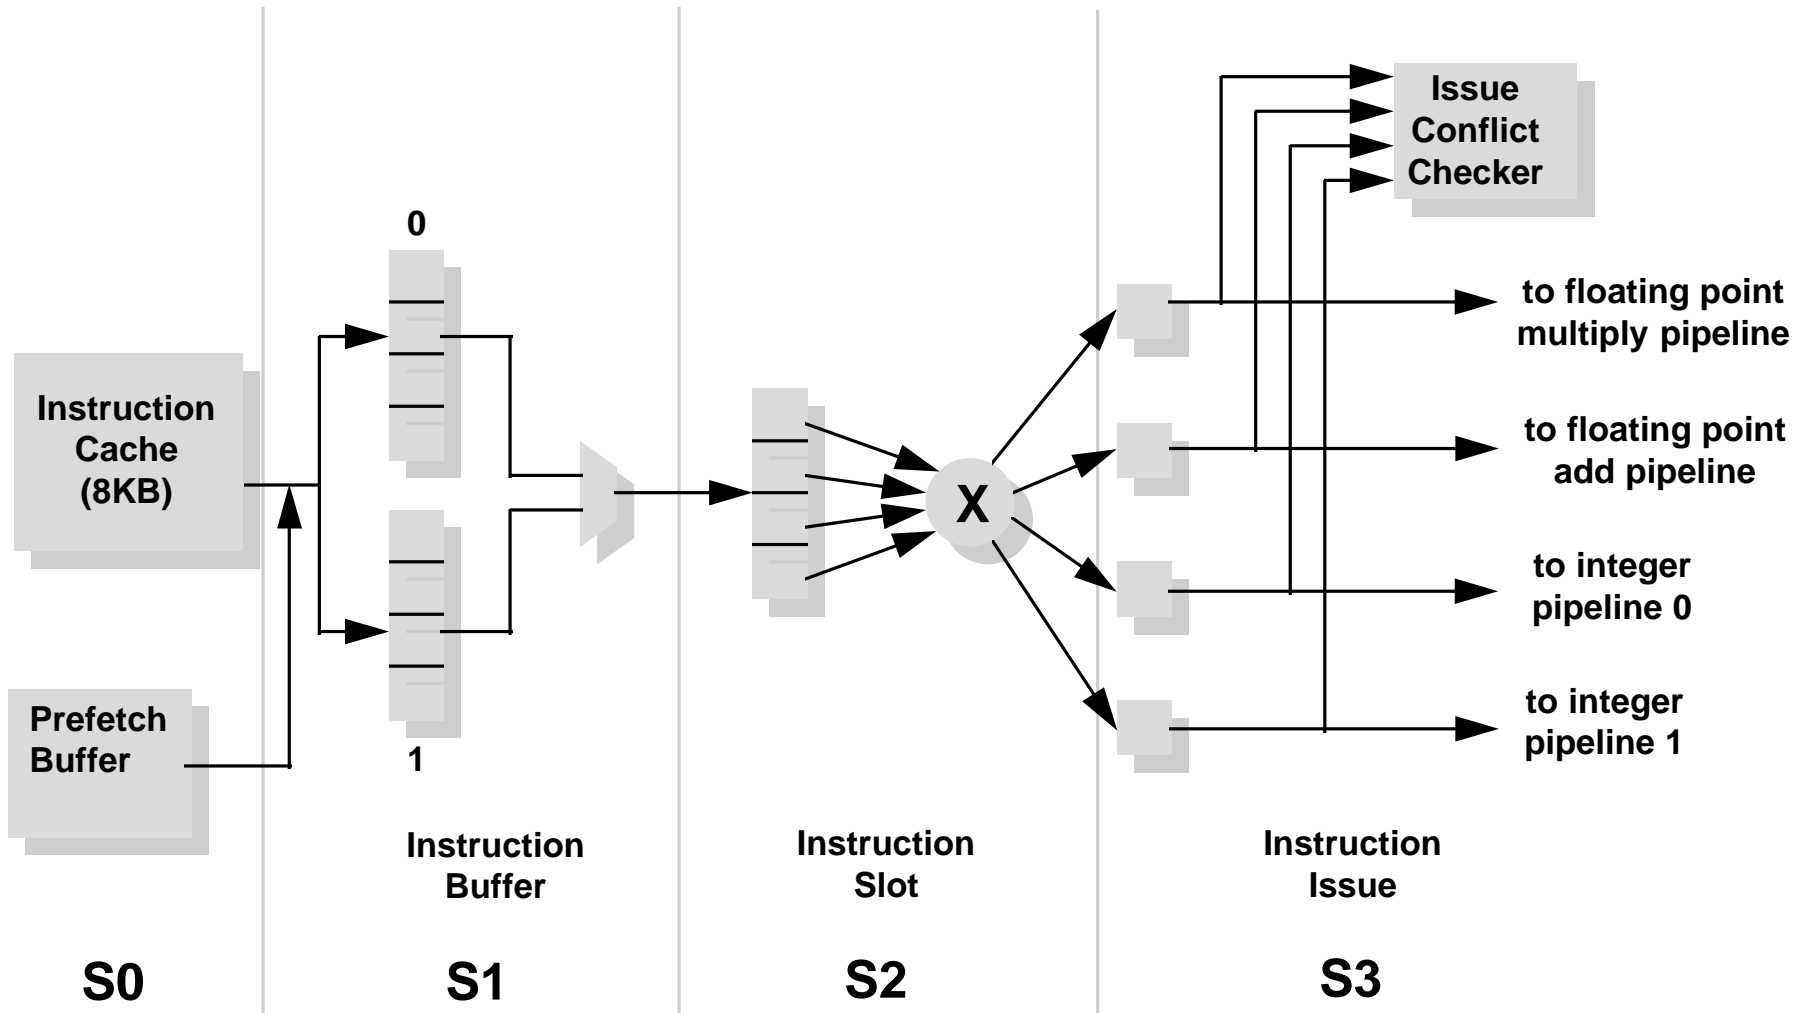 Issue
Conflict
Checker
0
to floating point
multiply pipeline
Instruction
Cache
(8KB)
to floating point
add pipeline
X
to integer
pipeline 0
Prefetch
Buffer
1
to integer
pipeline 1
Instruction
Buffer
Instruction
Slot
Instruction
Issue
S0
S1
S2
S3